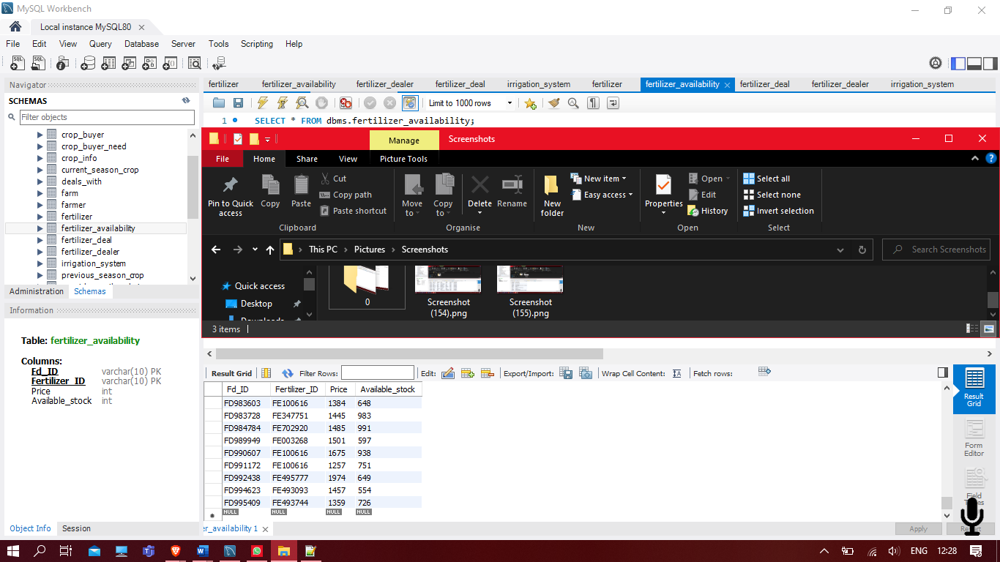 MySQL Workbench
Local instance MySQL80
File Edit View Query Database Server Tools Scripting Help
Navigator
SCHEMAS
Filter objects
crop_buyer
crop_buyer_need
crop_info
current_season_crop
deals_with
farm
farmer
fertilizer
fertilizer_availability
fertilizer_deal
fertilizer_dealer
irrigation_system
previous_season_crop
Administration Schemas
Information
Table: fertilizer_availability
Columns:
Fd_ID varchar(10) PK
Fertilizer_ID varchar(10) PK
Price int
Available_stock int
Object Info Session
fertilizer fertilizer_availability fertilizer_dealer fertilizer_deal irrigation_system fertilizer fertilizer_availability fertilizer_deal fertilizer_dealer irrigation_system
Limit to 1000 rows
1 SELECT * FROM dbms.fertilizer_availability;
Manage Screenshots
File Home Share View Picture Tools
Pin to Quick access
Copy
Paste
Cut
Copy path
Paste shortcut
Clipboard
Move to
Copy to
Delete
Rename
Organise
New folder
New item
Easy access
New
Properties
Open
Edit
History
Open
Select all
Select none
Invert selection
Select
This PC Pictures Screenshots
Search Screenshots
Quick access
Desktop
Downloads
0
Screenshot (154).png
Screenshot (155).png
3 items
Result Grid Filter Rows: Edit: Export/Import: Wrap Cell Content: Fetch rows:
Fd_ID Fertilizer_ID Price Available_stock
FD983603 FE100616 1384 648
FD983728 FE347751 1445 983
FD984784 FE702920 1485 991
FD989949 FE003268 1501 597
FD990607 FE100616 1675 938
FD991172 FE100616 1257 751
FD992438 FE495777 1974 649
FD994623 FE493093 1457 554
FD995409 FE493744 1359 726
NULL NULL NULL NULL
Result Grid
Form Editor
Field
er_availability 1
Apply
ENG 12:28